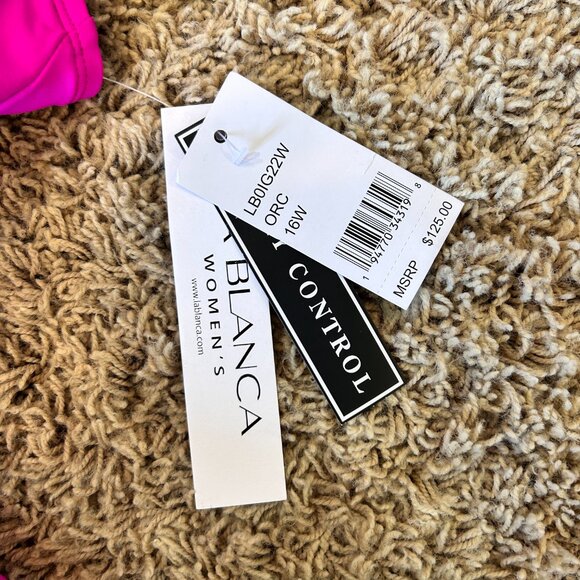 LB0IG22W
ORC
16W
1 94770 34319 8
MSRP $125.00
BLANCA
WOMEN'S
www.lablanca.com
CONTROL